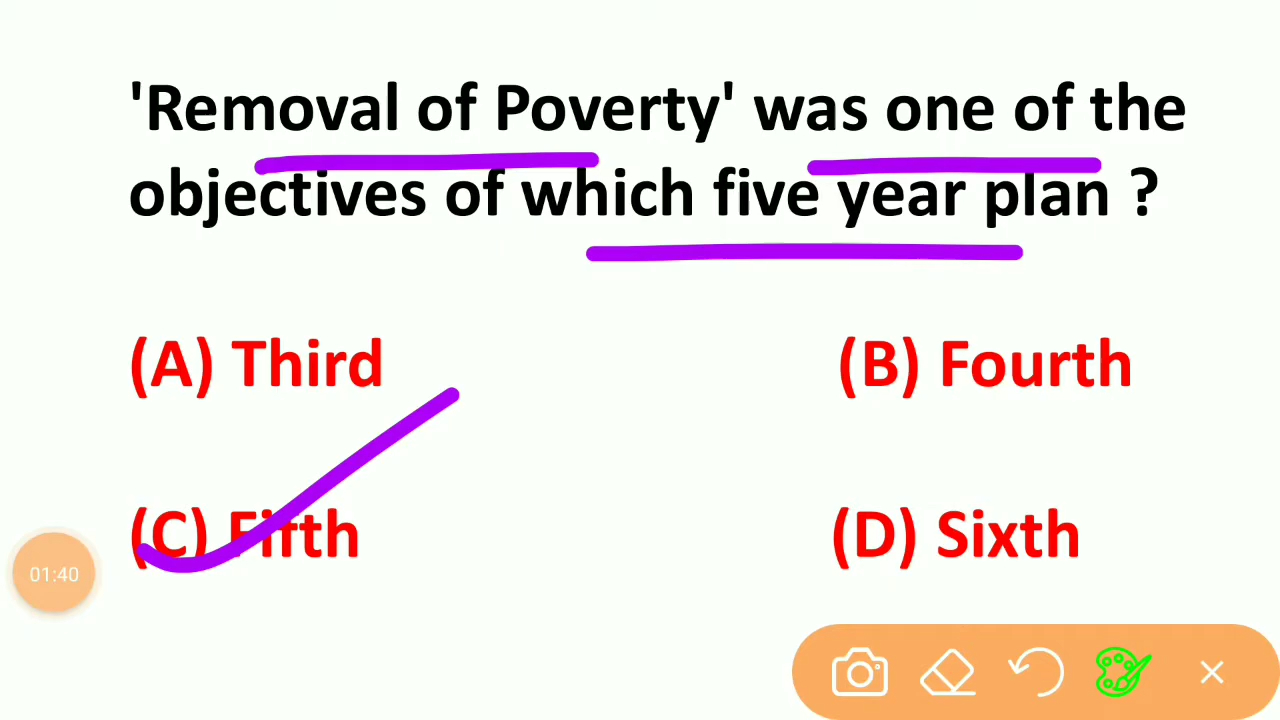 'Removal of Poverty' was one of the
objectives of which five year plan ?
(A) Third
(B) Fourth
(C) Fifth
(D) Sixth
01:40